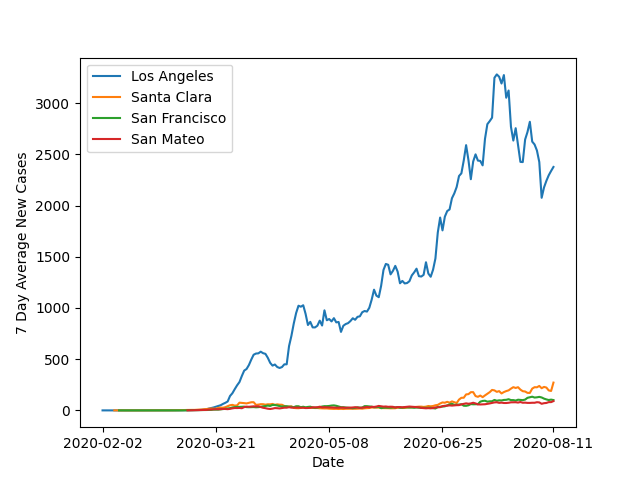 Los Angeles
Santa Clara
San Francisco
San Mateo
3000
2500
2000
1500
1000
500
0
7 Day Average New Cases
2020-02-02 2020-03-21 2020-05-08 2020-06-25 2020-08-11
Date